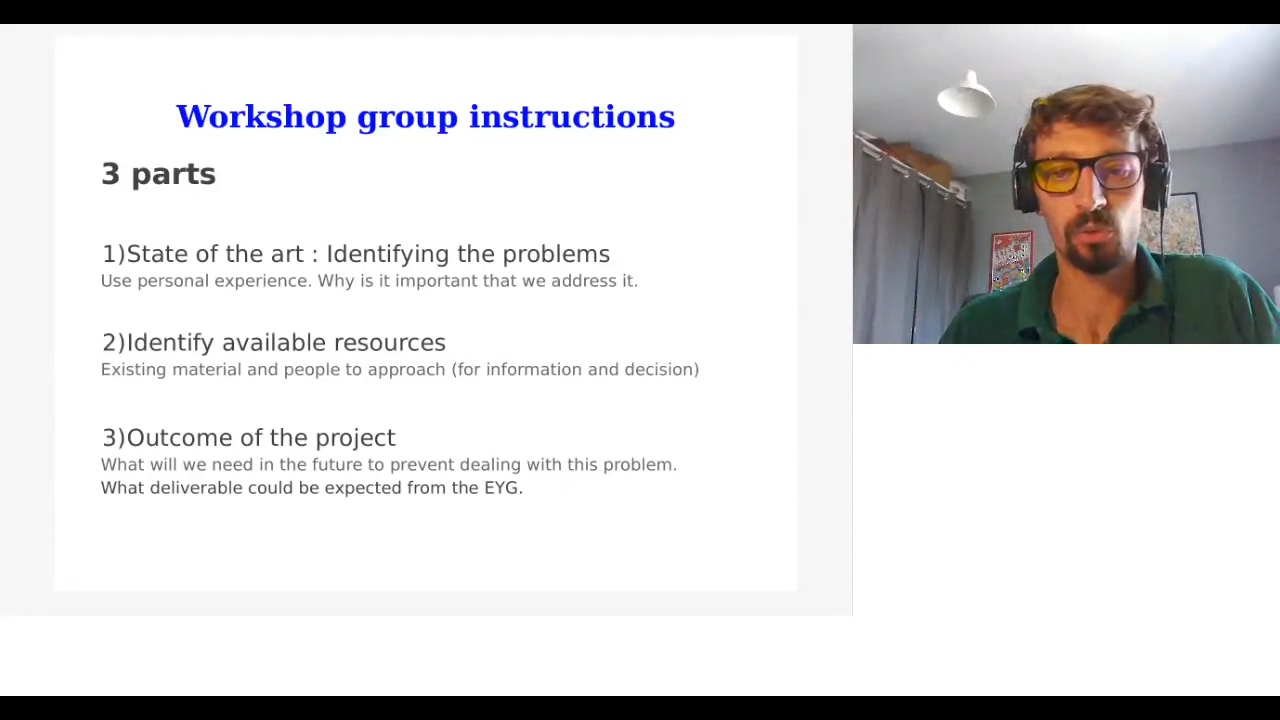 Workshop group instructions
3 parts
1)State of the art : Identifying the problems
Use personal experience. Why is it important that we address it.
2)Identify available resources
Existing material and people to approach (for information and decision)
3)Outcome of the project
What will we need in the future to prevent dealing with this problem.
What deliverable could be expected from the EYG.